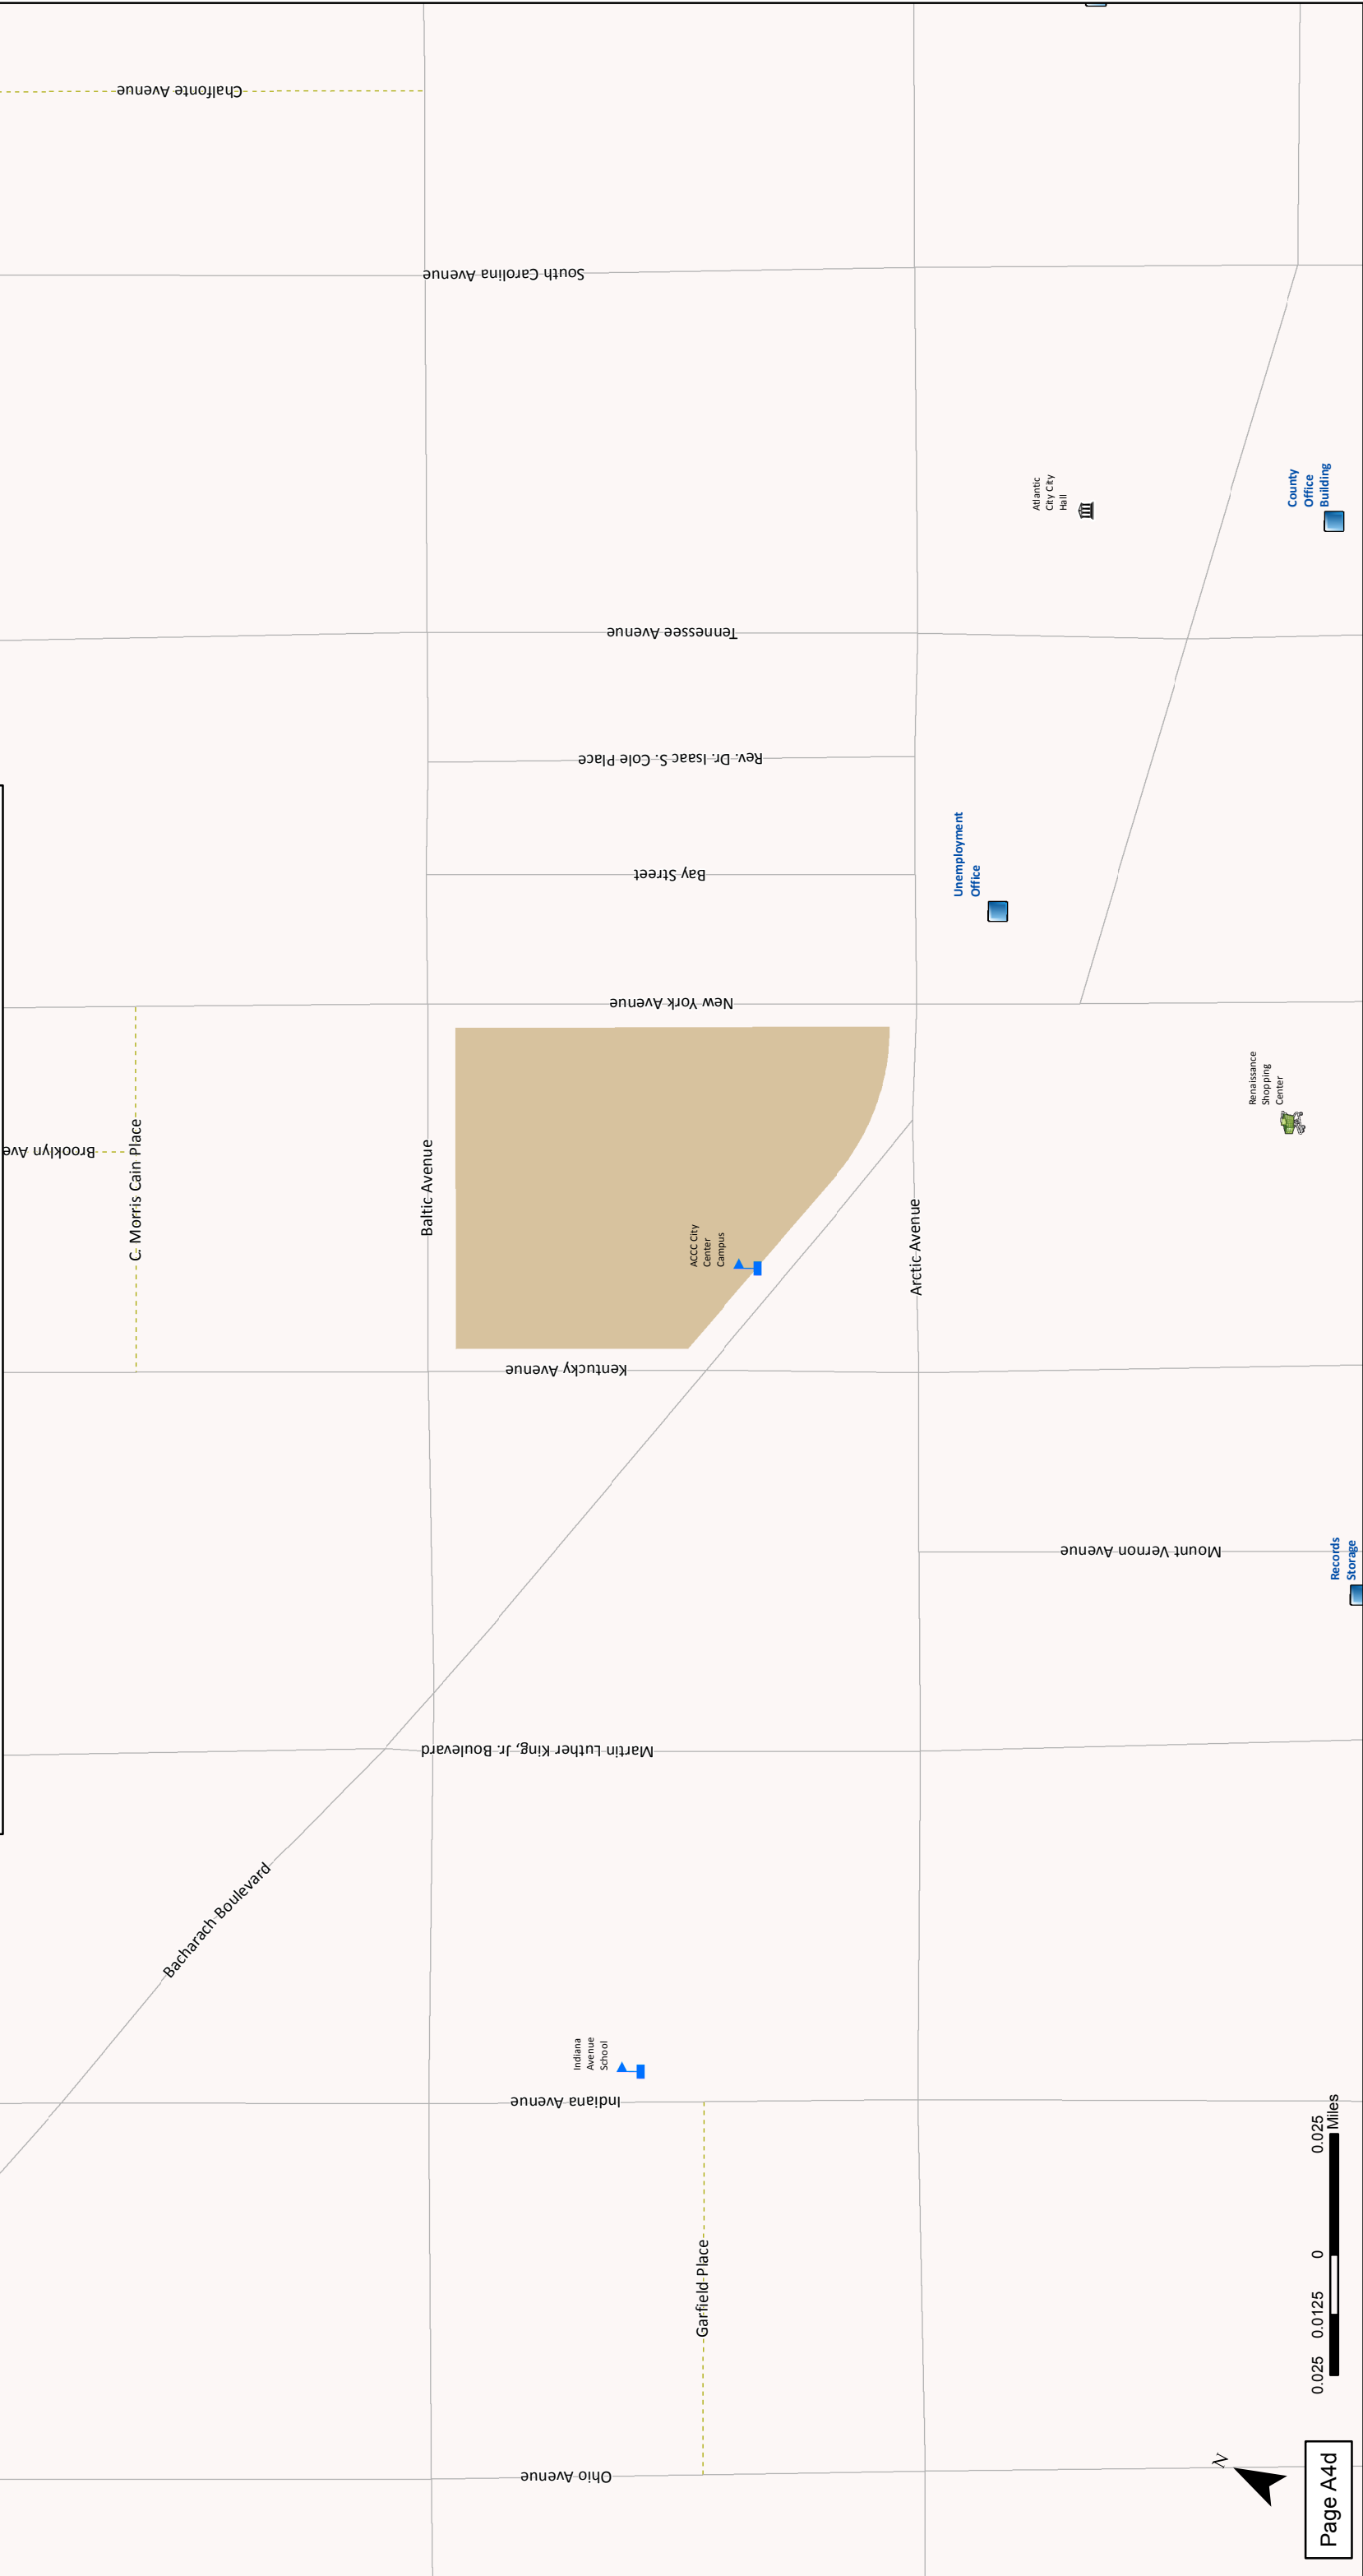 Chalfonte Avenue
South Carolina Avenue
Atlantic
City City
Hall
County
Office
Building
Tennessee Avenue
Rev. Dr. Isaac S. Cole Place
Unemployment
Office
Bay Street
New York Avenue
Renaissance
Shopping
Center
Brooklyn Ave
C. Morris Cain Place
Baltic Avenue
ACCC City
Center
Campus
Arctic Avenue
Kentucky Avenue
Mount Vernon Avenue
Records
Storage
Martin Luther King, Jr. Boulevard
Bacharach Boulevard
Indiana
Avenue
School
Indiana Avenue
Garfield Place
Ohio Avenue
0.025 0.0125 0 0.025
Miles
N
Page A4d